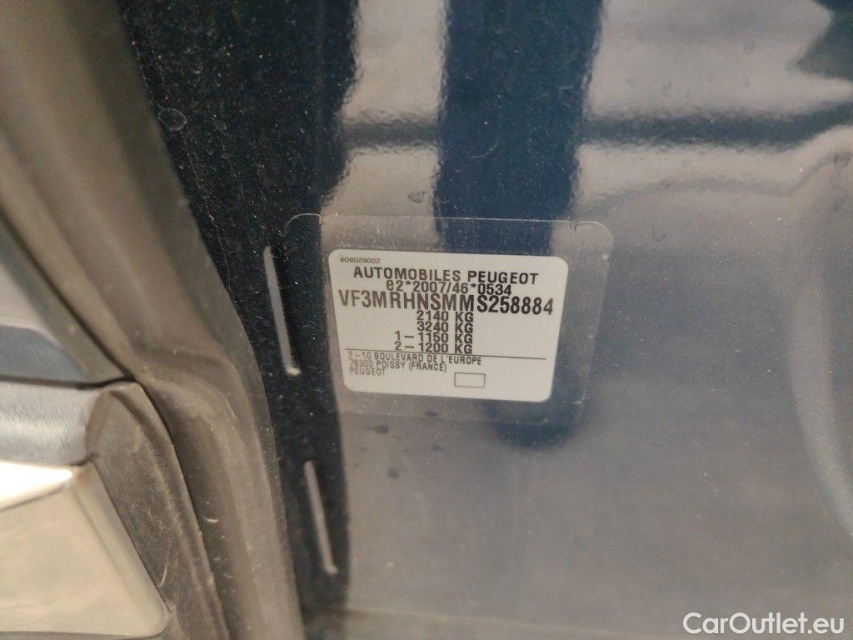 200620809
AUTOMOBILES PEUGEOT
e2*2007/46*0534
VF3MRHNSMMS258884
2140 KG
3240 KG
1-1150 KG
2-1200 KG
2-10 BOULEVARD DE L'EUROPE
78300 POISSY (FRANCE)
PEUGEOT
CarOutlet.eu